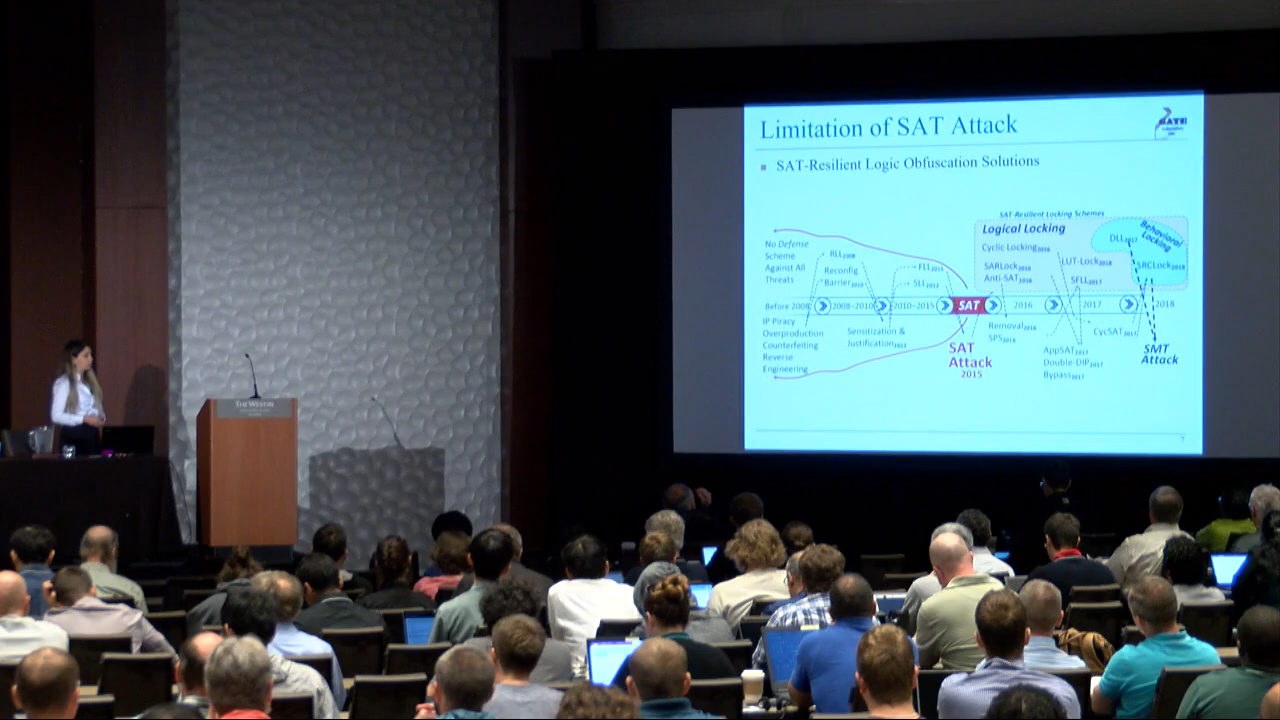 Limitation of SAT Attack
GATE
SAT-Resilient Logic Obfuscation Solutions
SAT-Resilient Locking Schemes
Logical Locking
Behavioral
Locking
DLL2017
No Defense
Scheme
Against All
Threats
RLL2008
Reconfig.
Barrier2010
FLL2015
SLL2012
Cyclic Locking2016
SARLock2016
Anti-SAT2016
LUT-Lock2018
SFLL2017
SRCLock2018
Before 2008
2008–2010
2010–2015
SAT
2016
2017
2018
IP Piracy
Overproduction
Counterfeiting
Reverse
Engineering
Sensitization &
Justification2012
SAT
Attack
2015
Removal2016
SPS2016
AppSAT2017
Double-DIP2017
Bypass2017
CycSAT2017
SMT
Attack
7
THE WESTIN